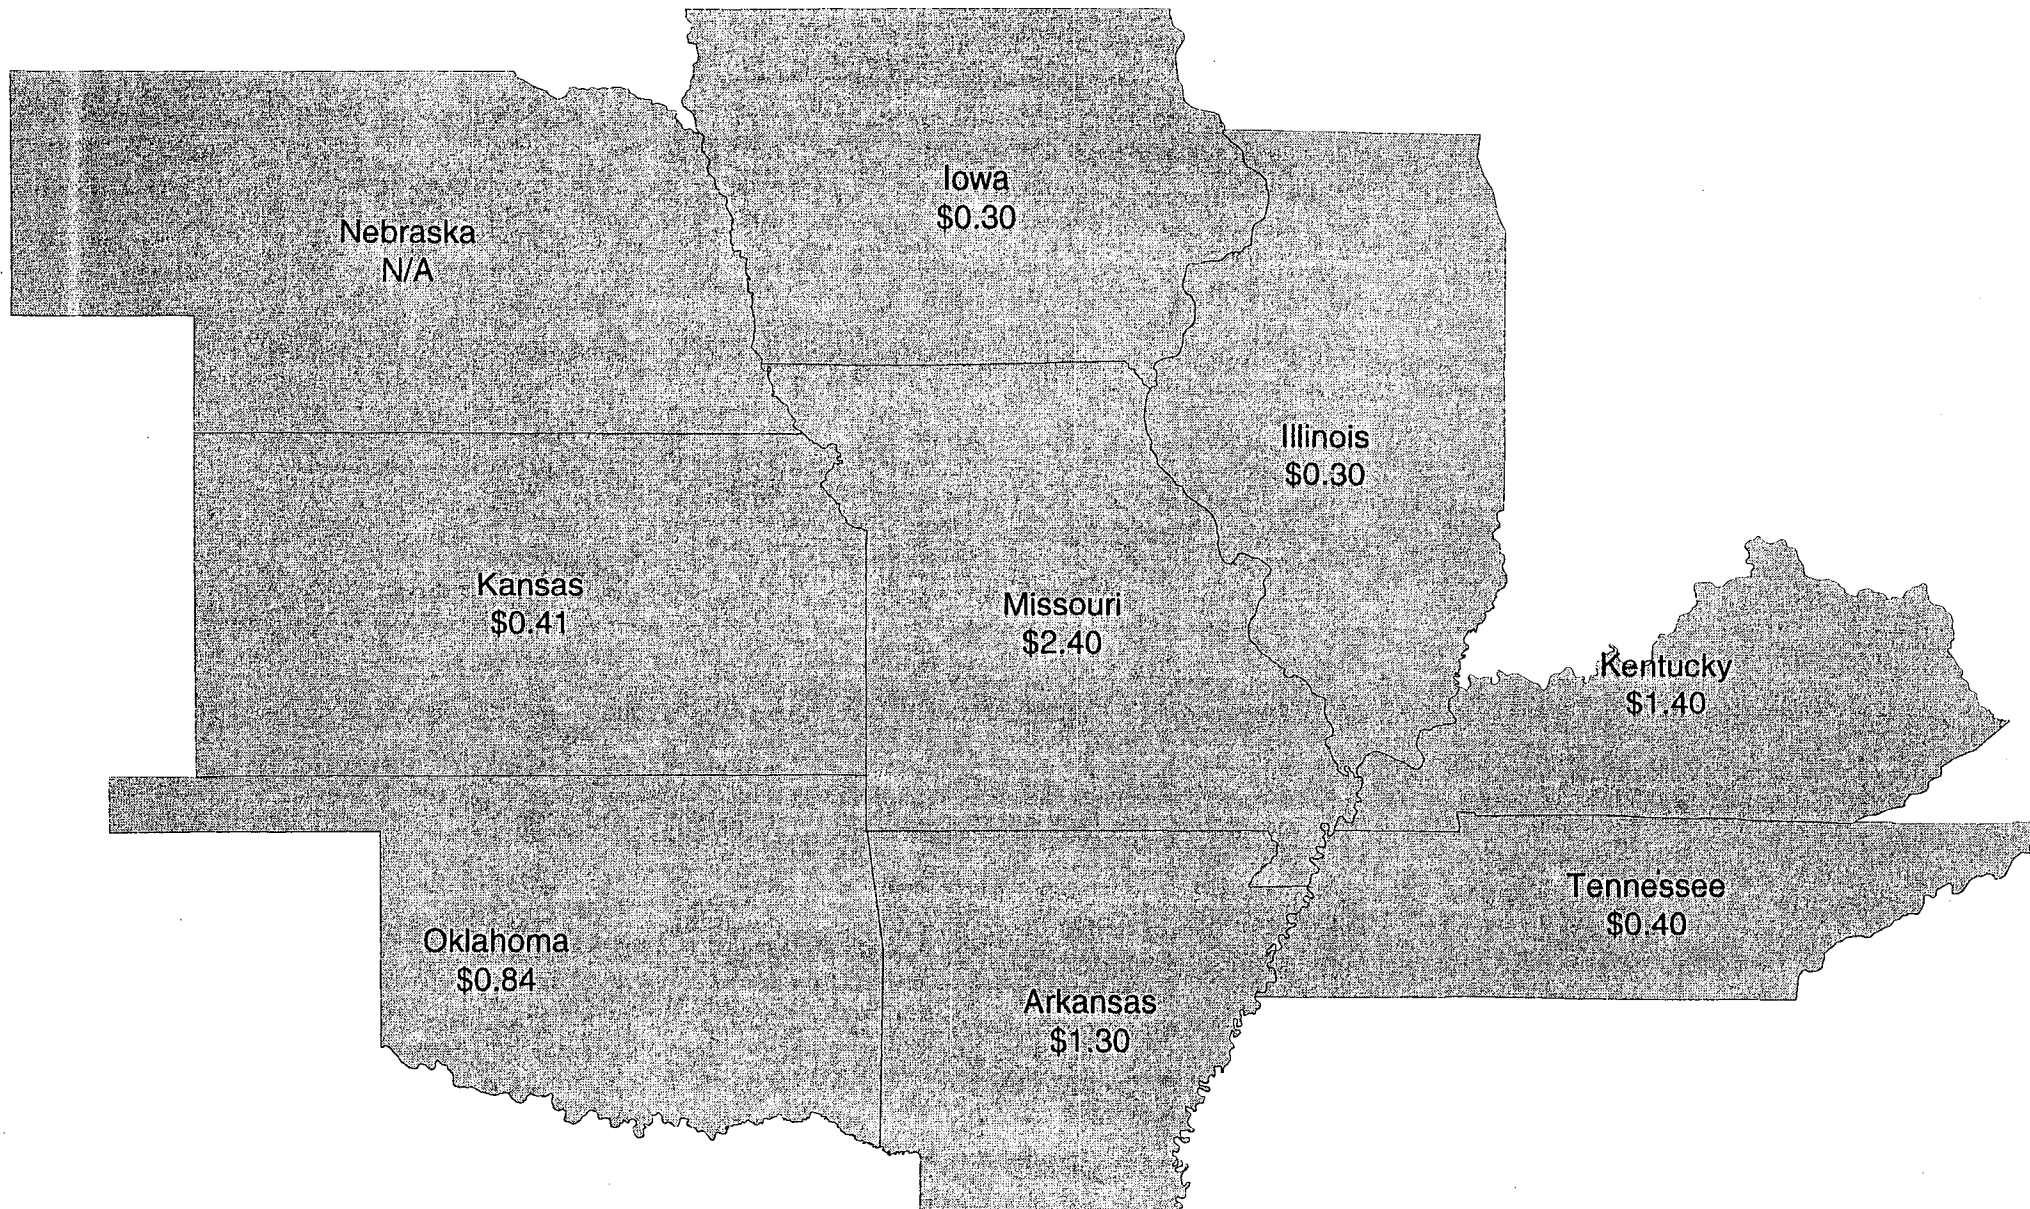 Iowa
$0.30
Nebraska
N/A
Illinois
$0.30
Kansas
$0.41
Missouri
$2.40
Kentucky
$1.40
Tennessee
$0.40
Oklahoma
$0.84
Arkansas
$1.30